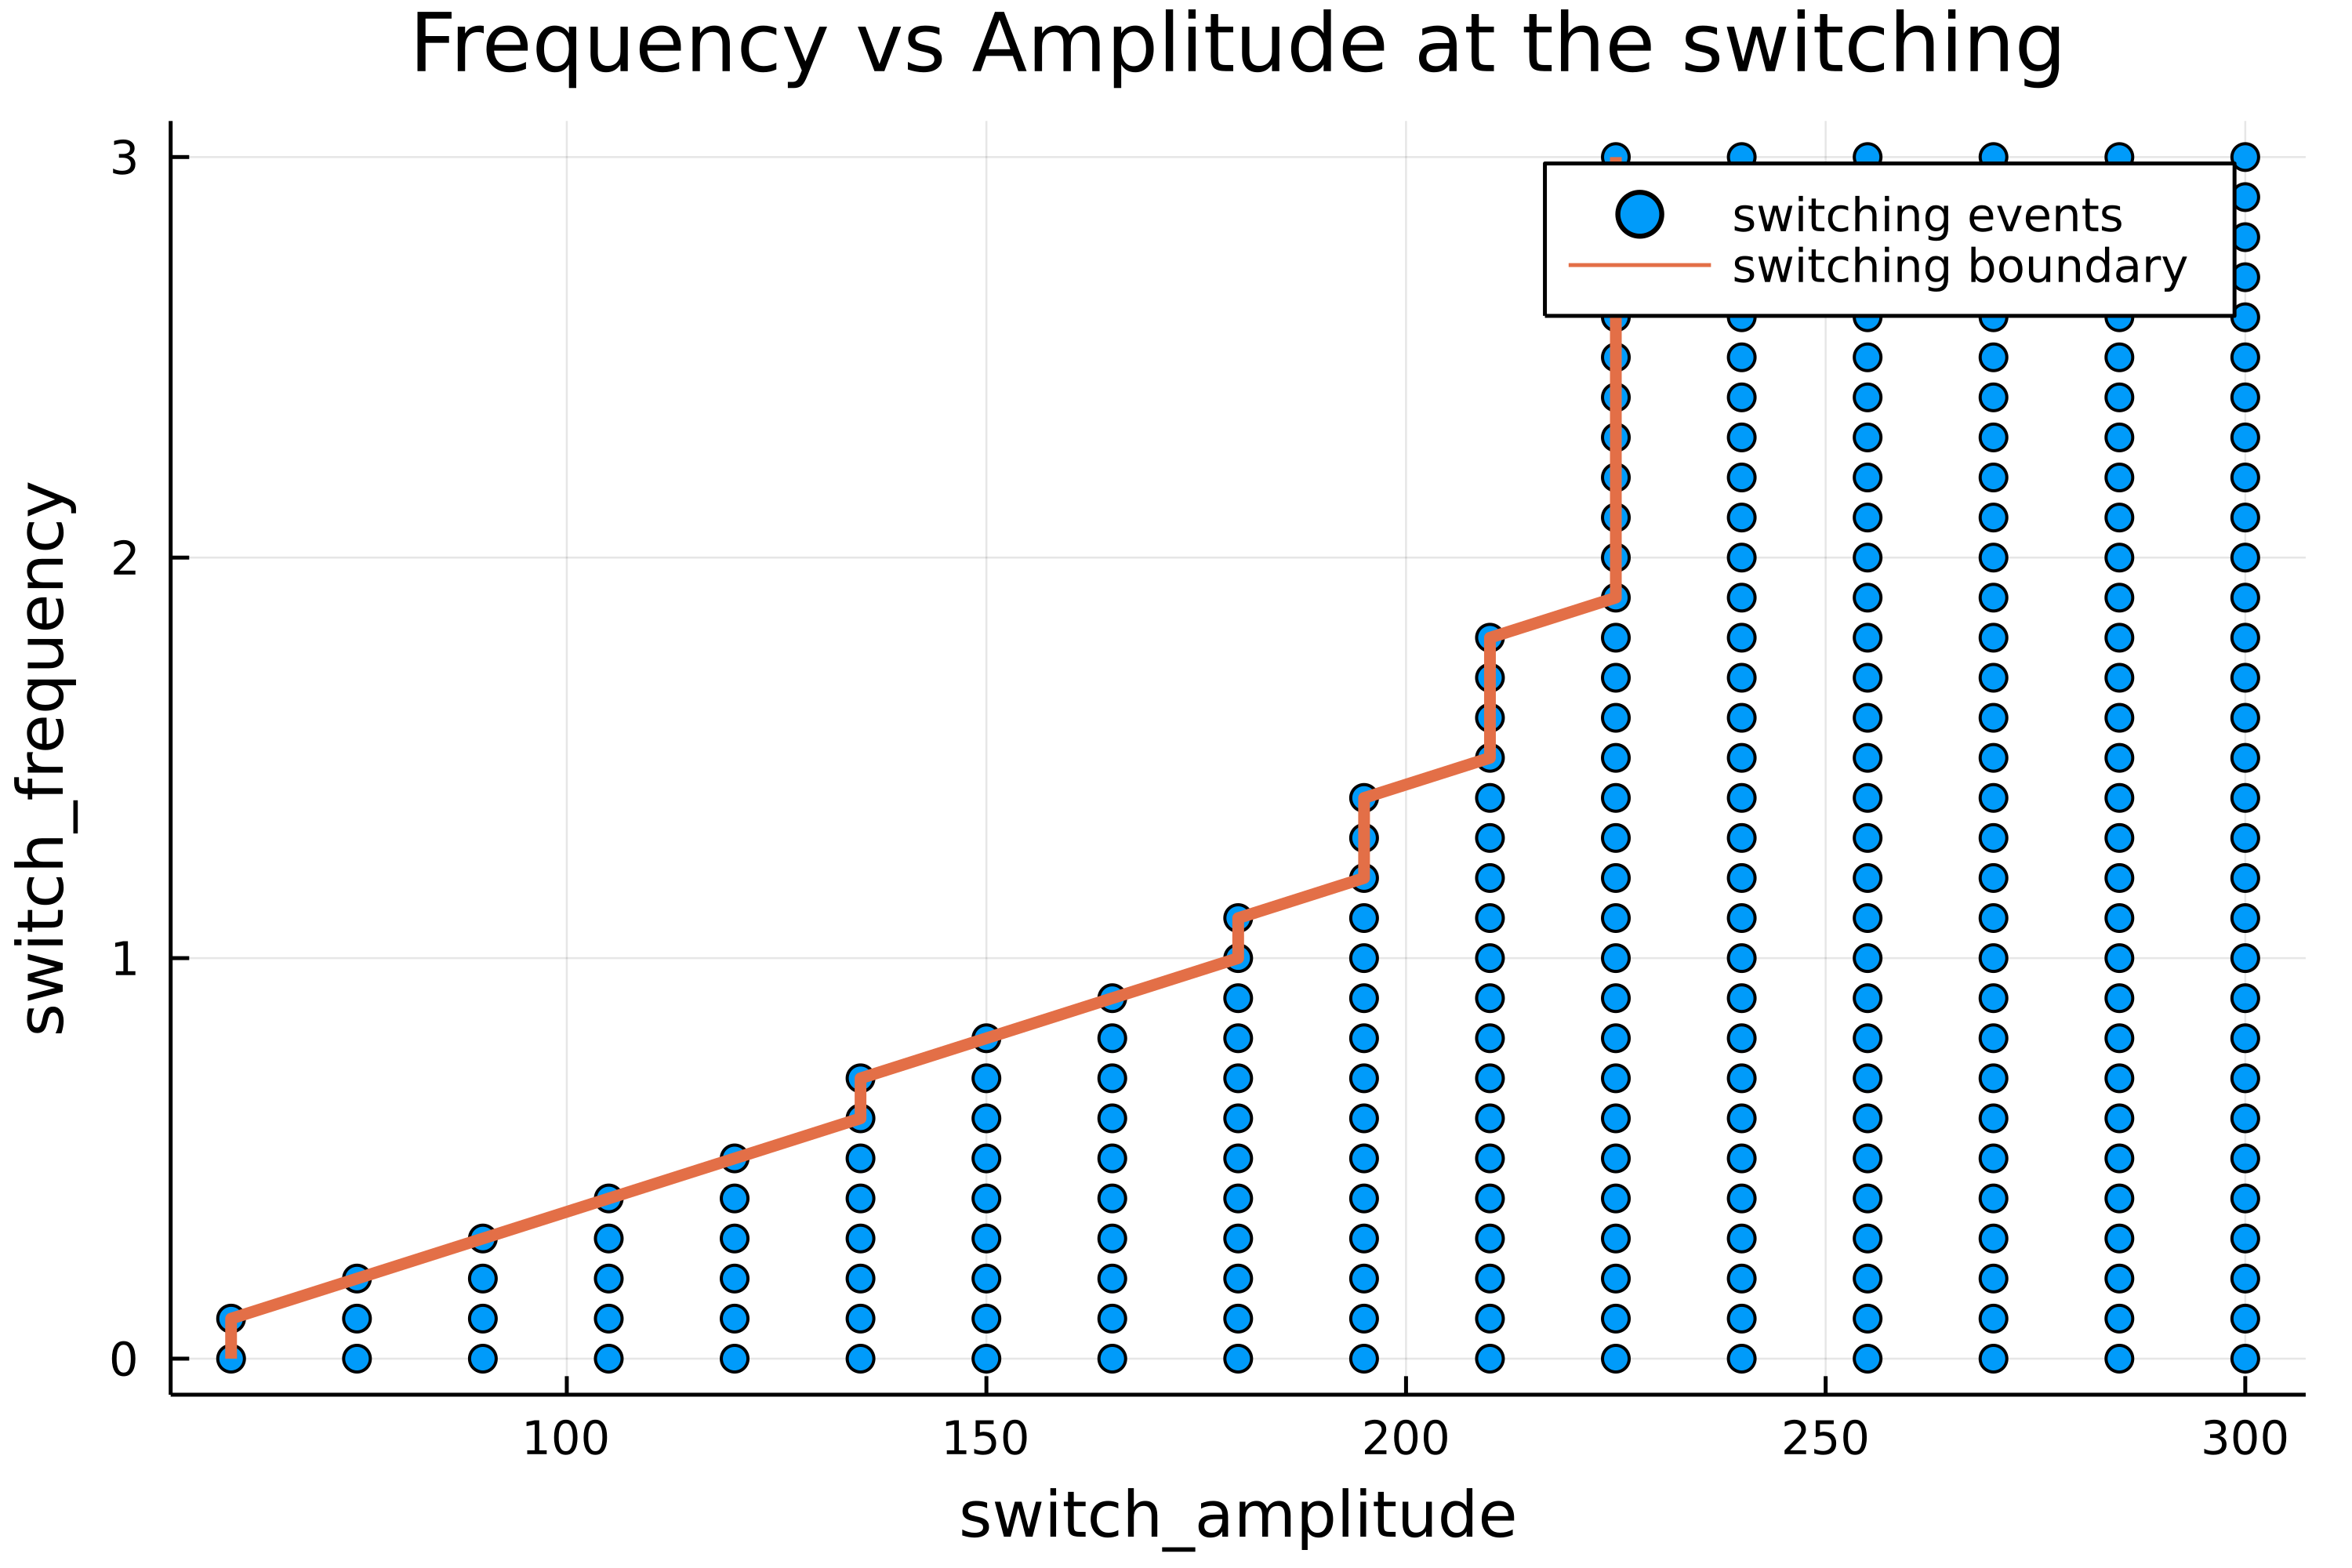 Frequency vs Amplitude at the switching
switching events
switching boundary
switch_frequency
3
2
1
0
100 150 200 250 300
switch_amplitude